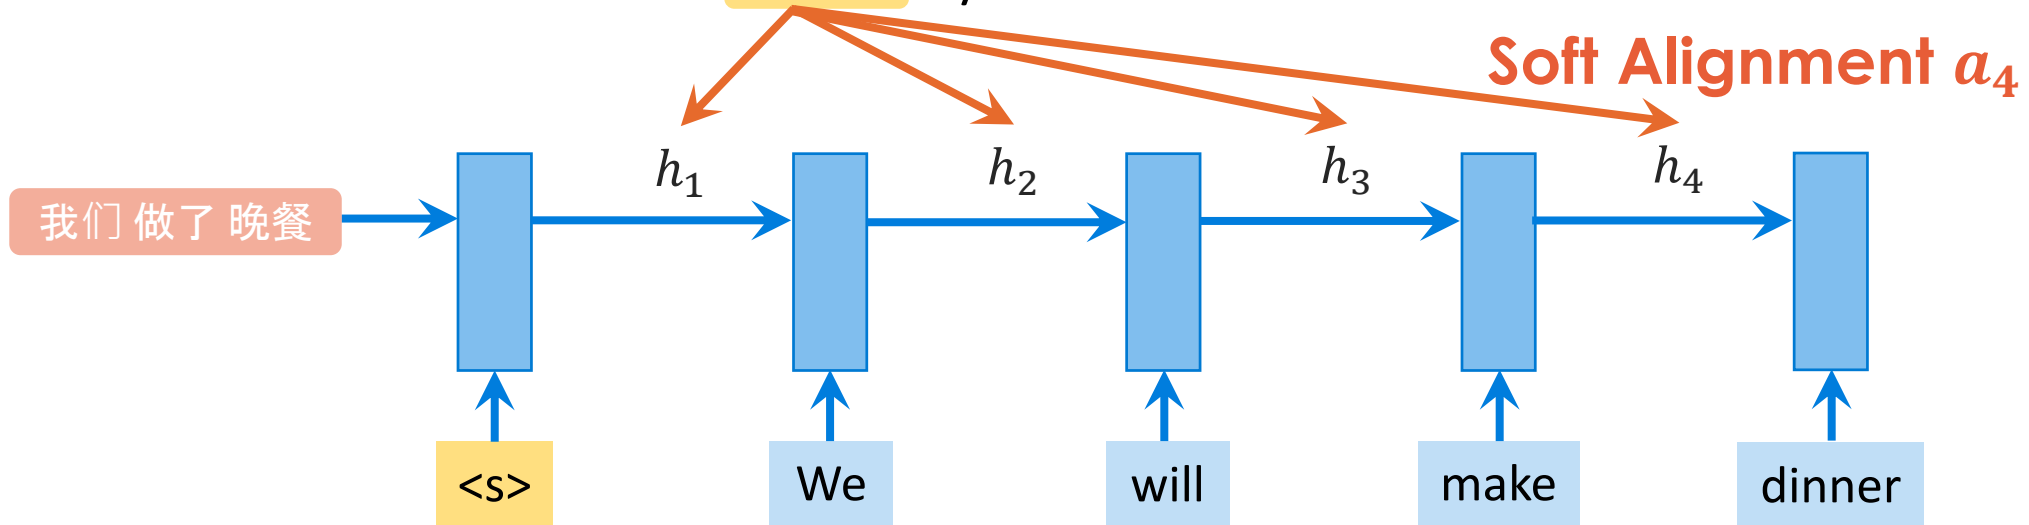 Soft Alignment a₄
h₁ h₂ h₃ h₄
我们 做了 晚餐
<s> We will make dinner